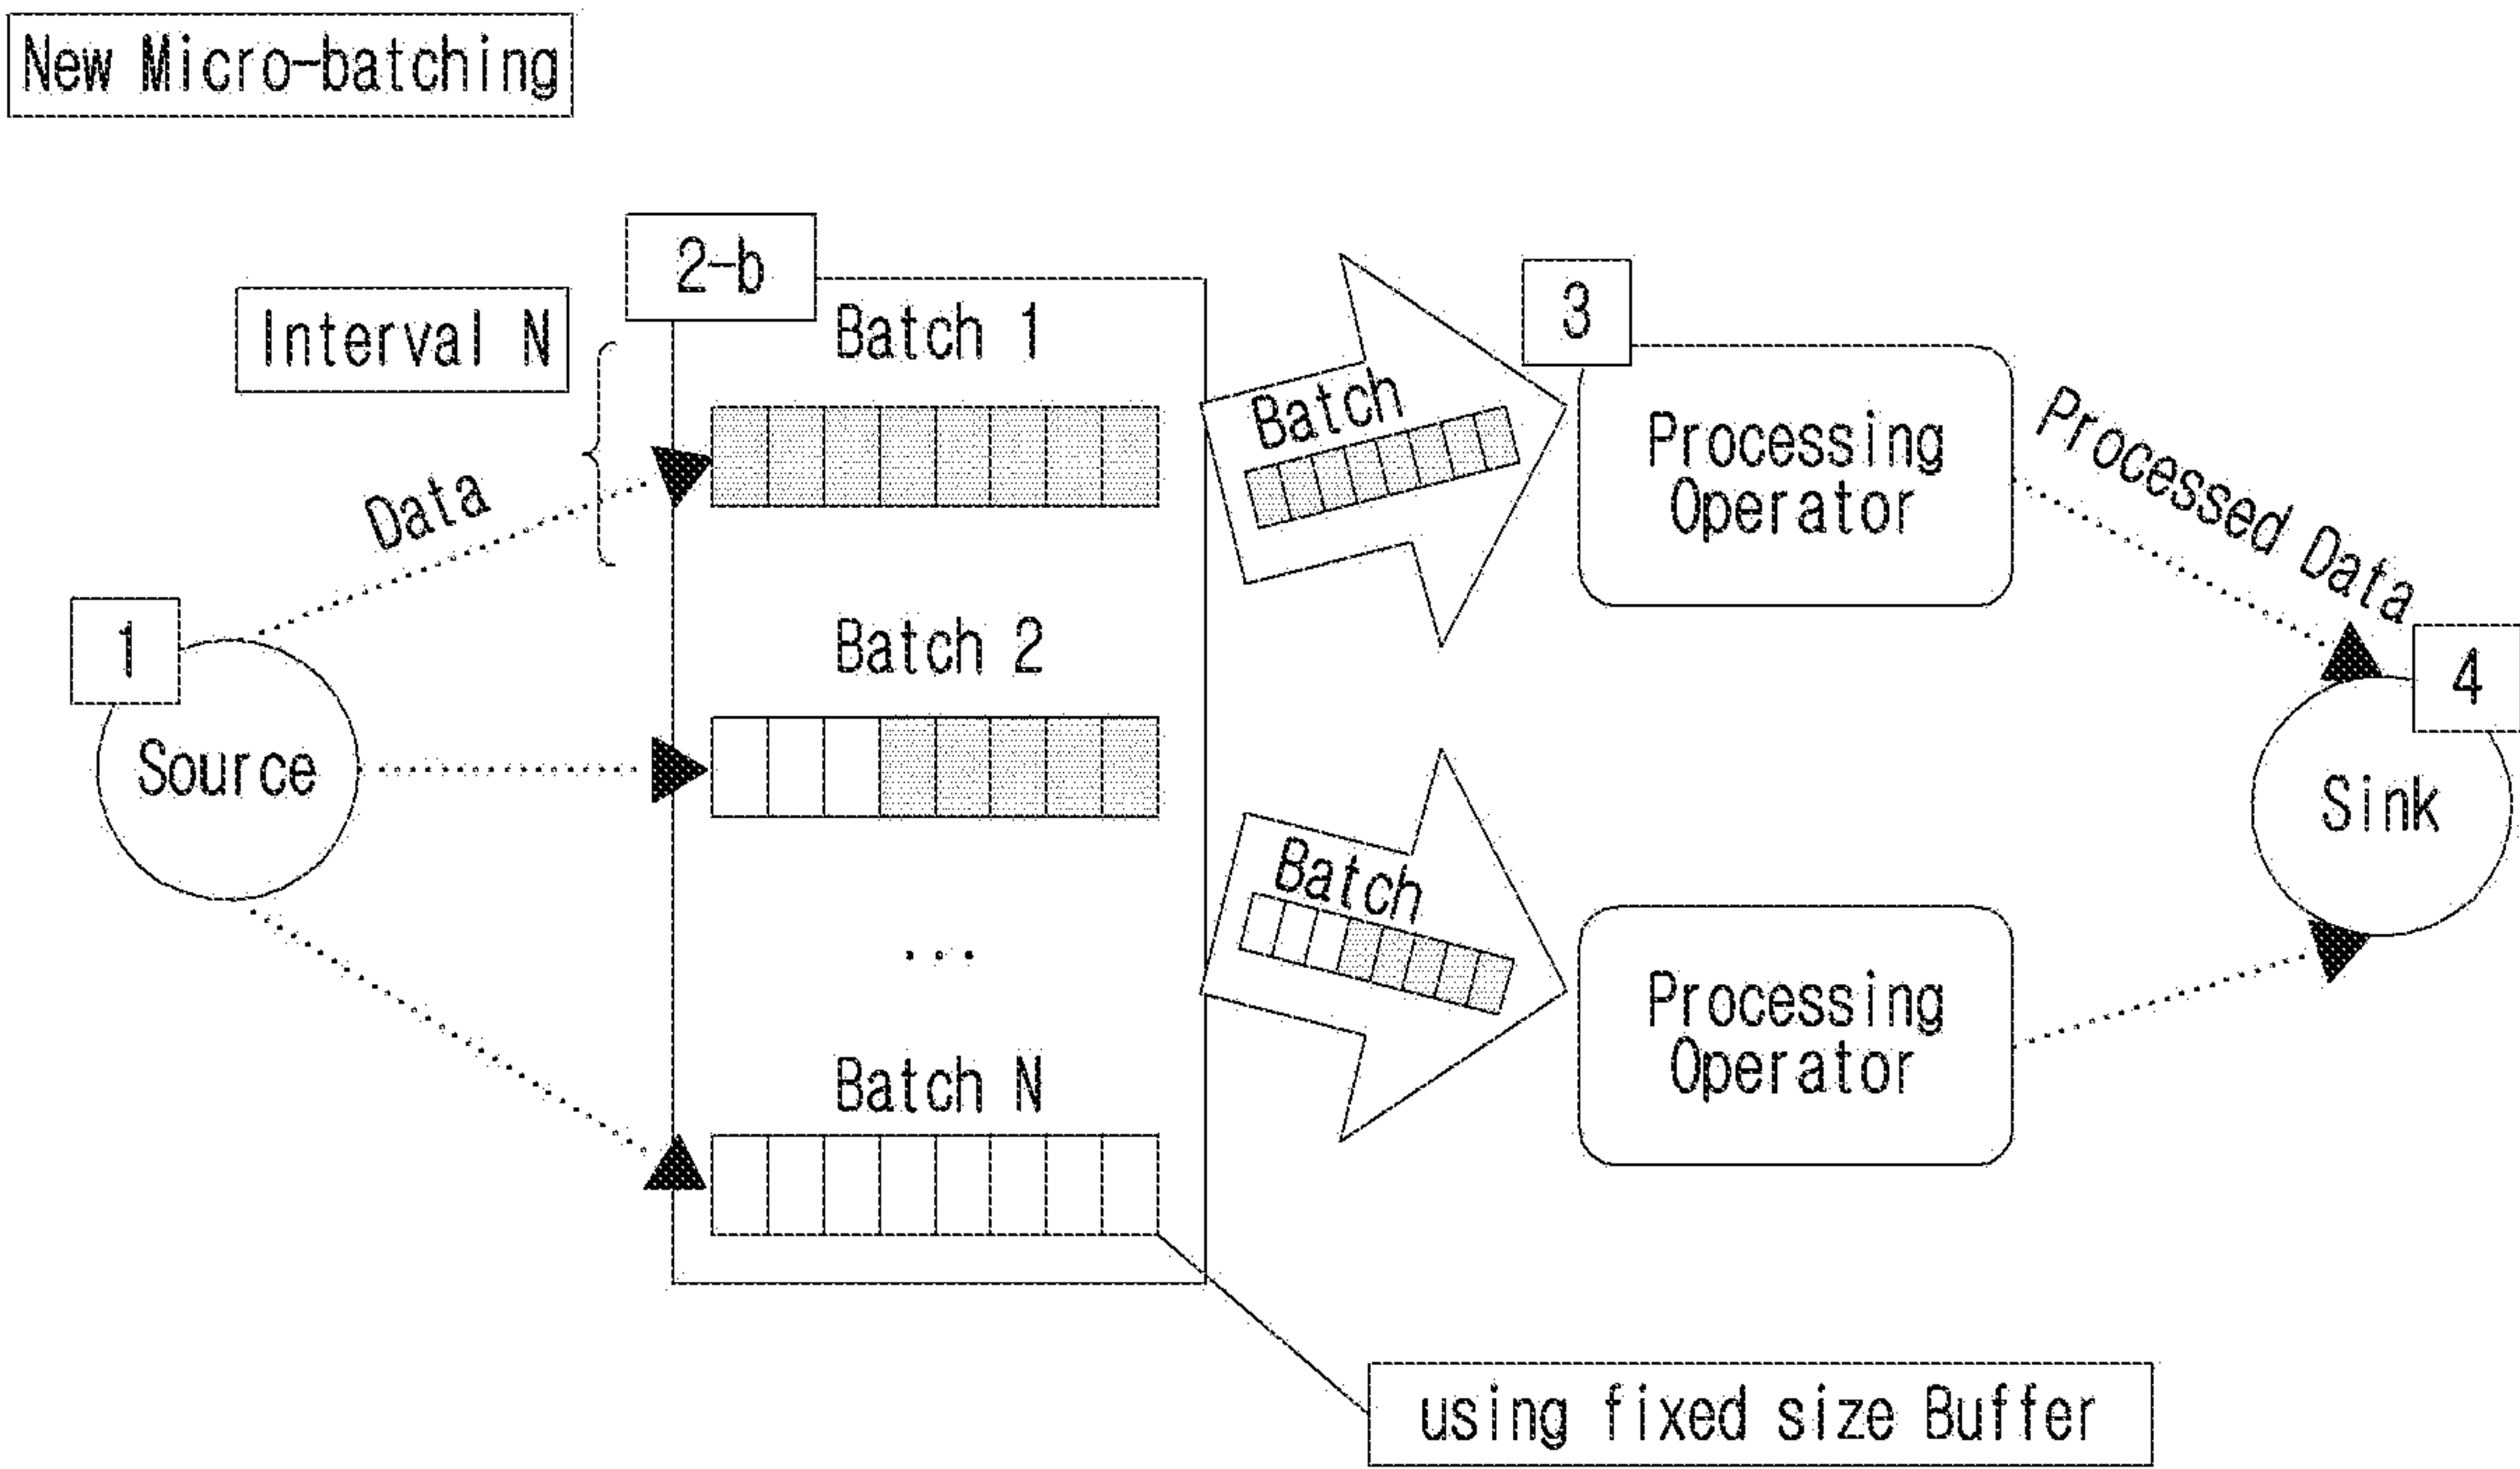 New Micro-batching
2-b
Interval N
Batch 1
Batch
3
Processing
Operator
Processed Data
Data
1
Source
Batch 2
4
Sink
Batch
...
Processing
Operator
Batch N
using fixed size Buffer